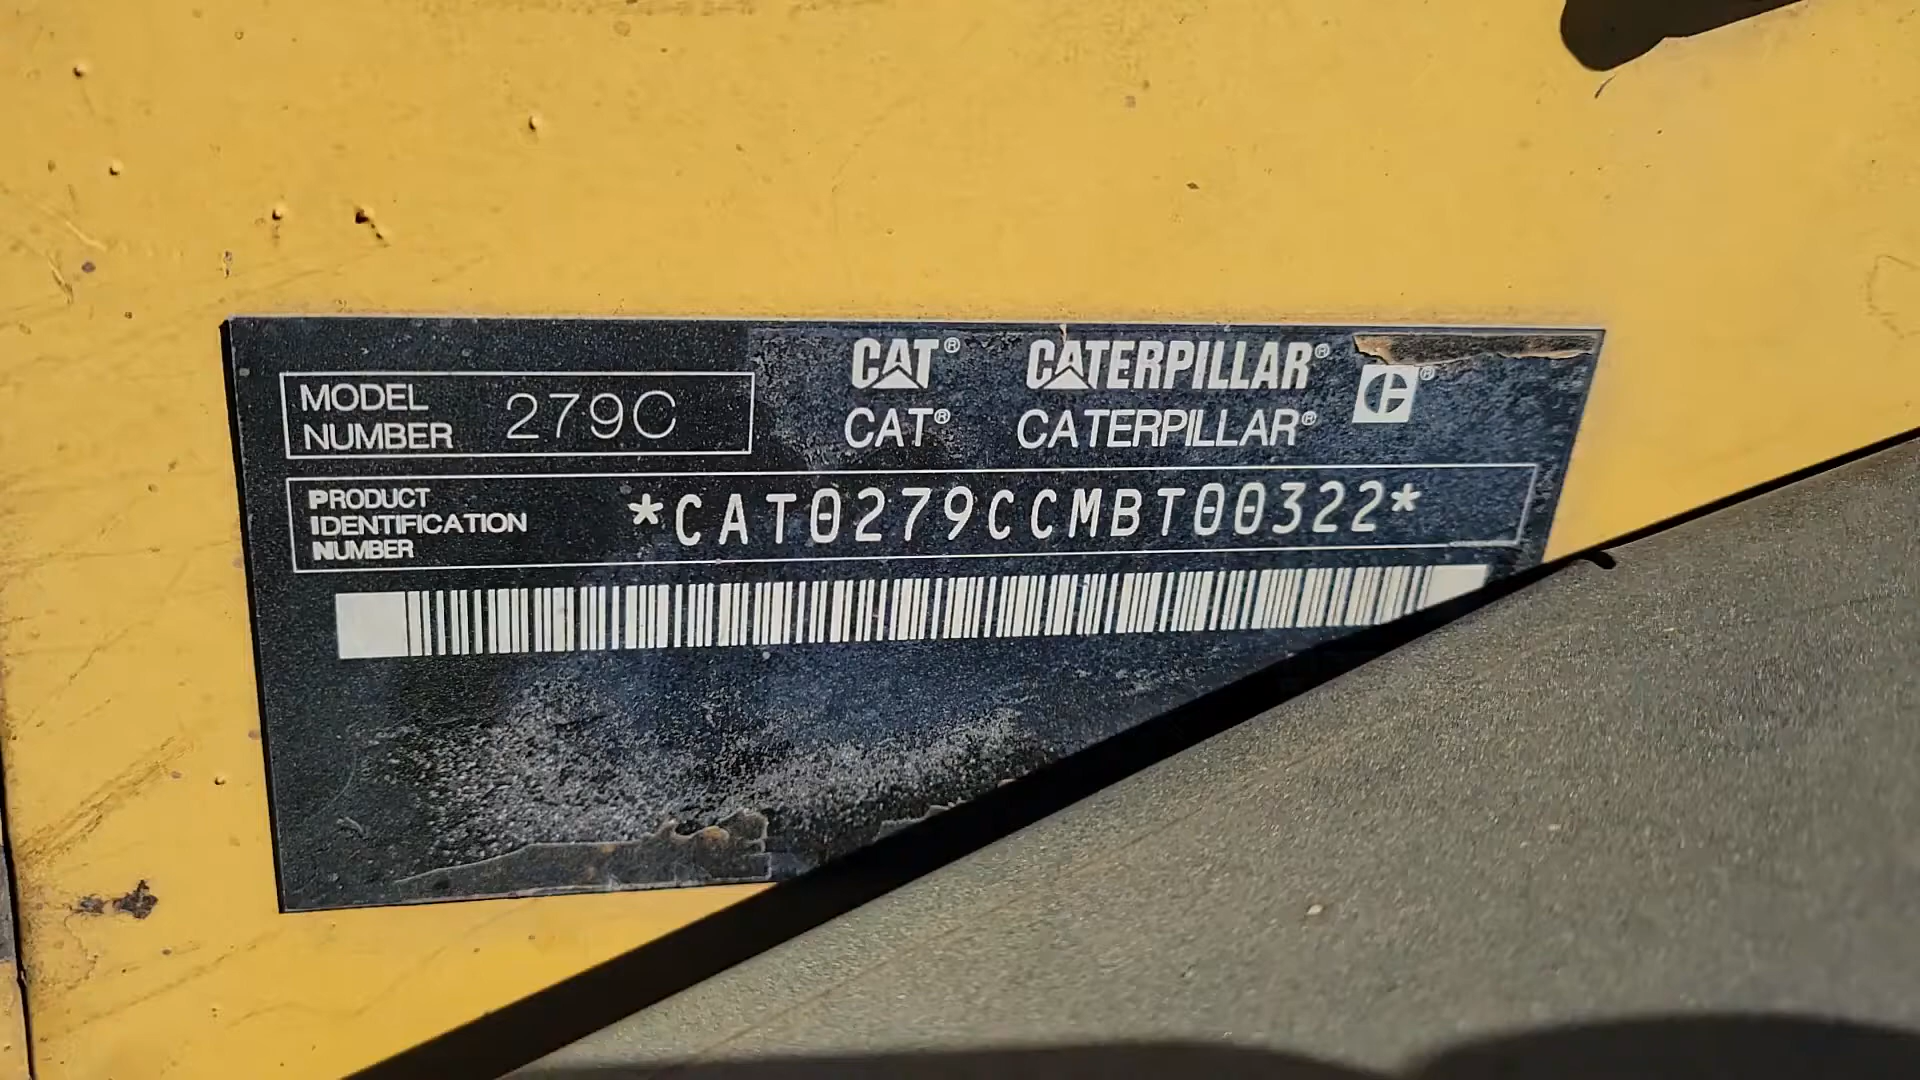 CAT® CATERPILLAR®
MODEL NUMBER 279C
CAT® CATERPILLAR®
PRODUCT IDENTIFICATION NUMBER *CAT0279CCMBT00322*